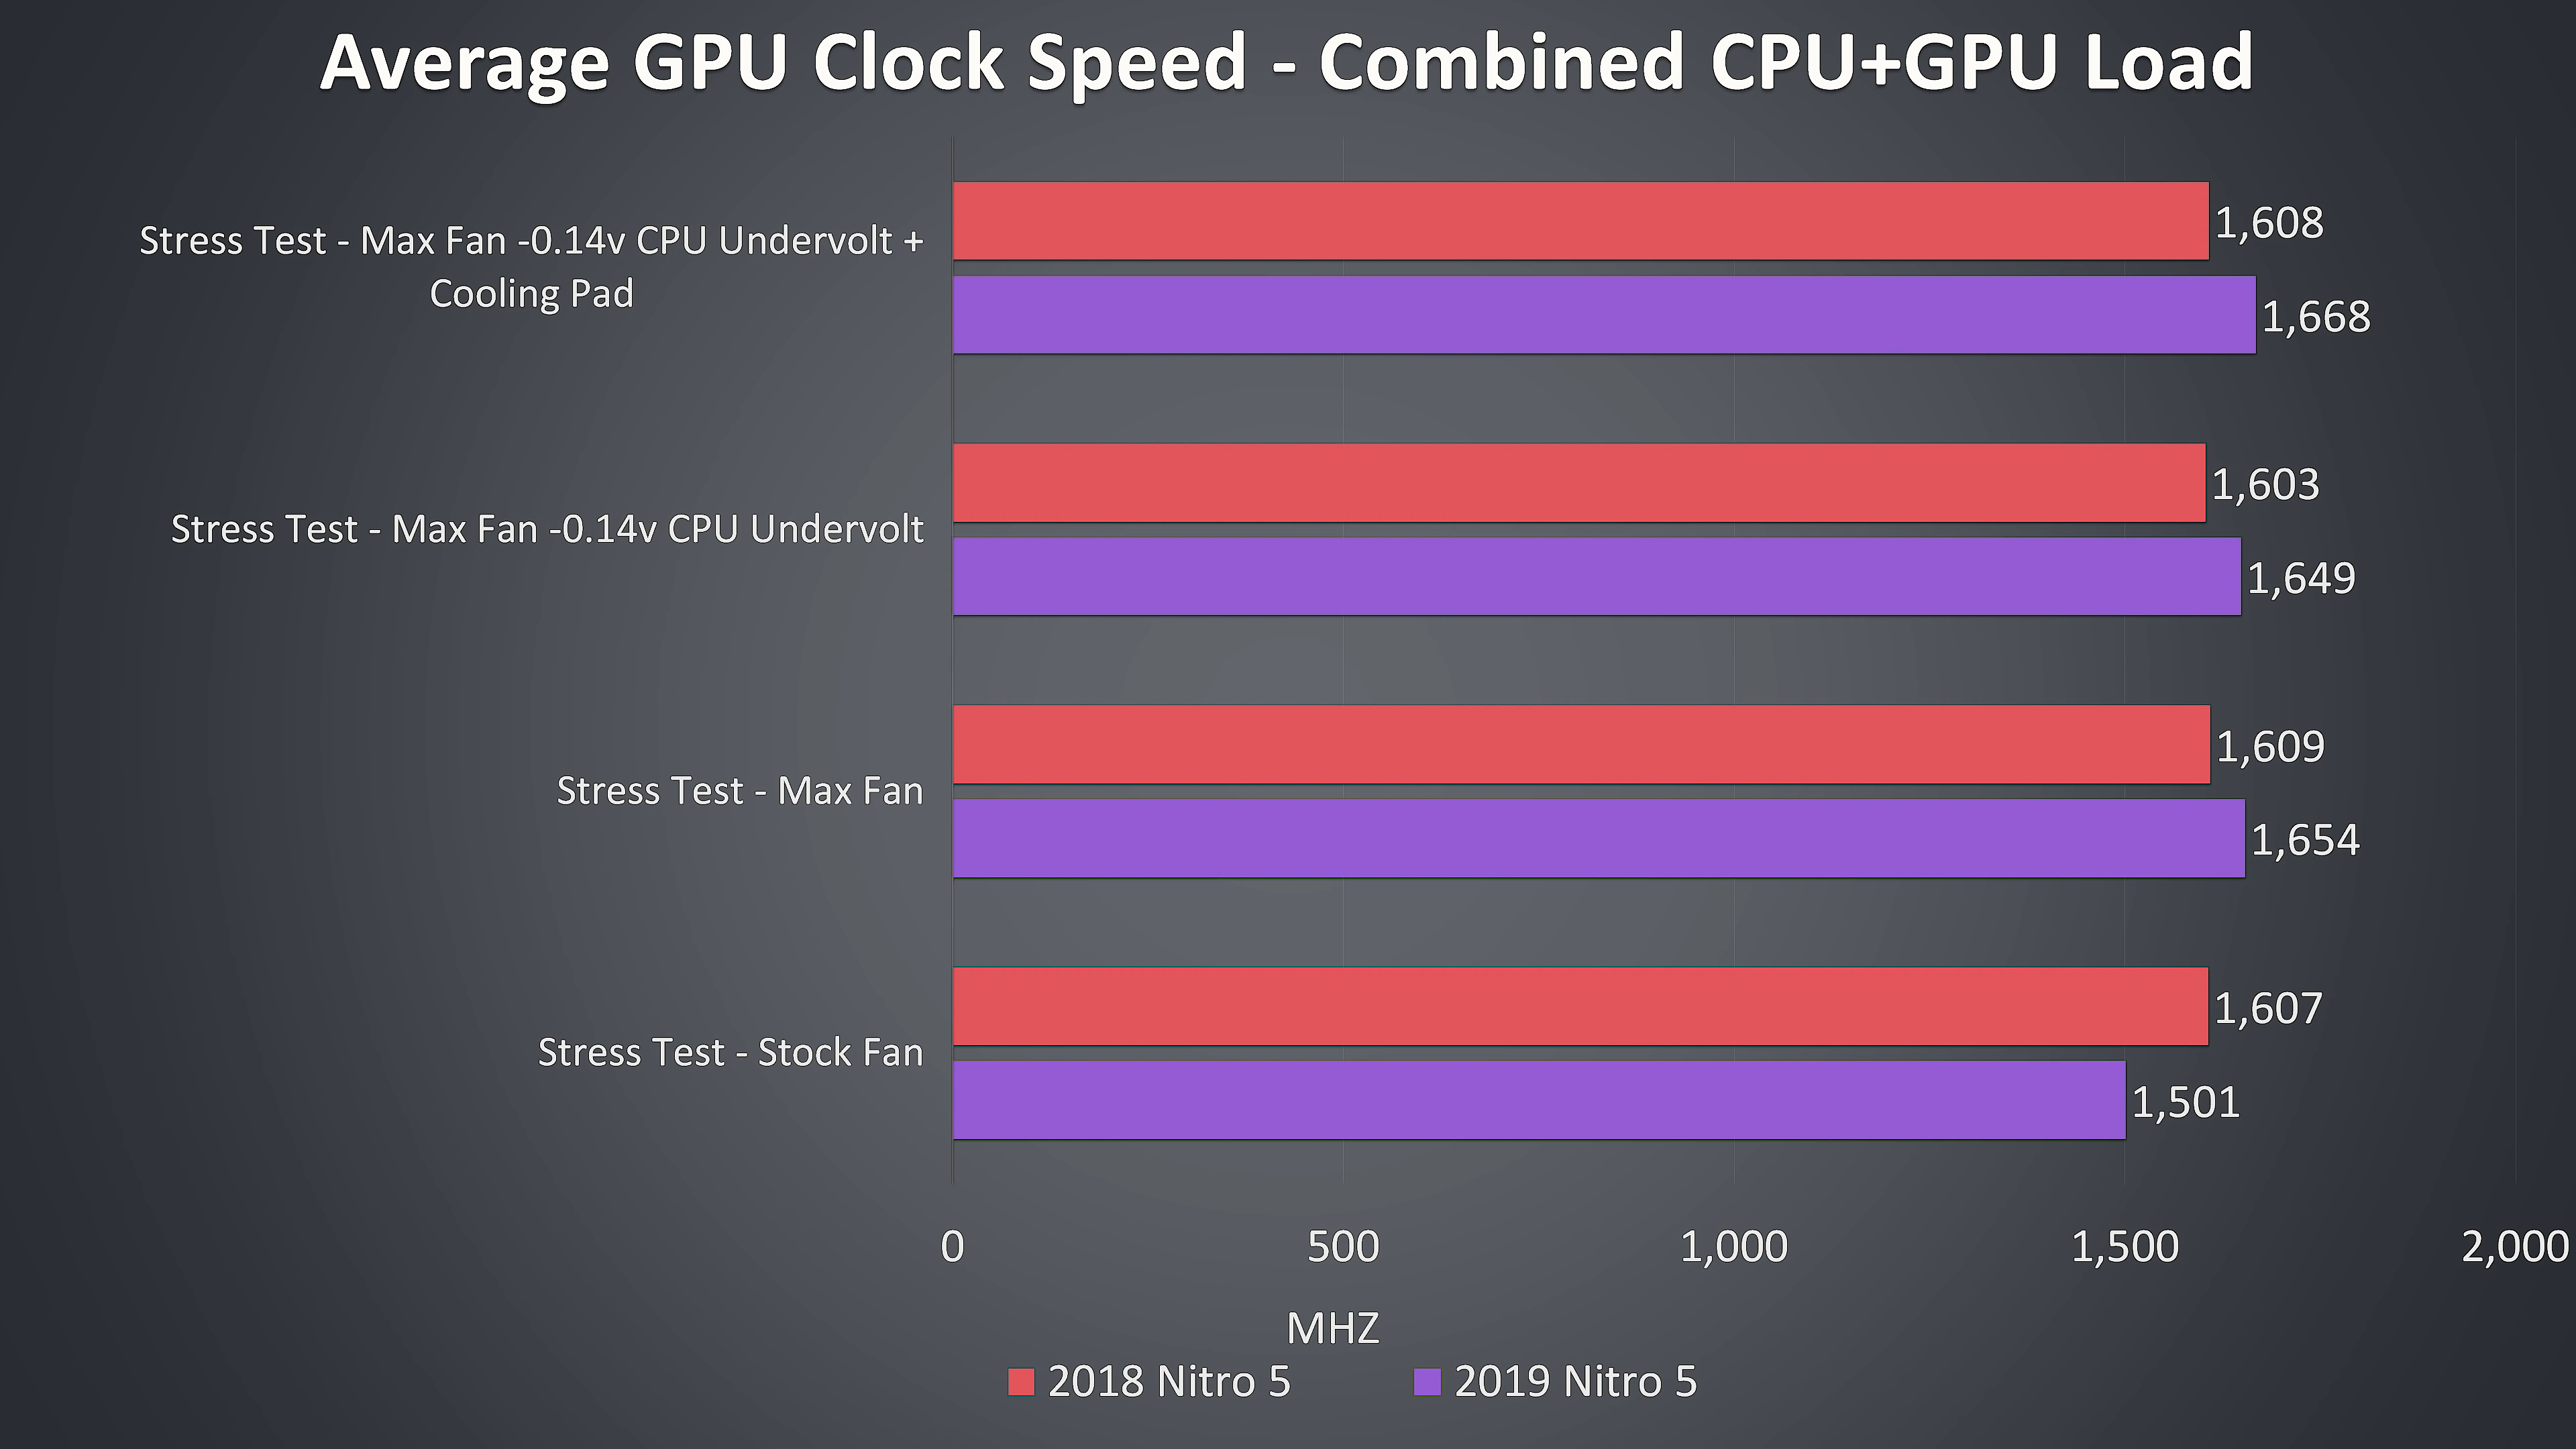 Average GPU Clock Speed - Combined CPU+GPU Load
Stress Test - Max Fan -0.14v CPU Undervolt +
Cooling Pad
1,608
1,668
Stress Test - Max Fan -0.14v CPU Undervolt
1,603
1,649
Stress Test - Max Fan
1,609
1,654
Stress Test - Stock Fan
1,607
1,501
0 500 1,000 1,500 2,000
MHZ
2018 Nitro 5 2019 Nitro 5